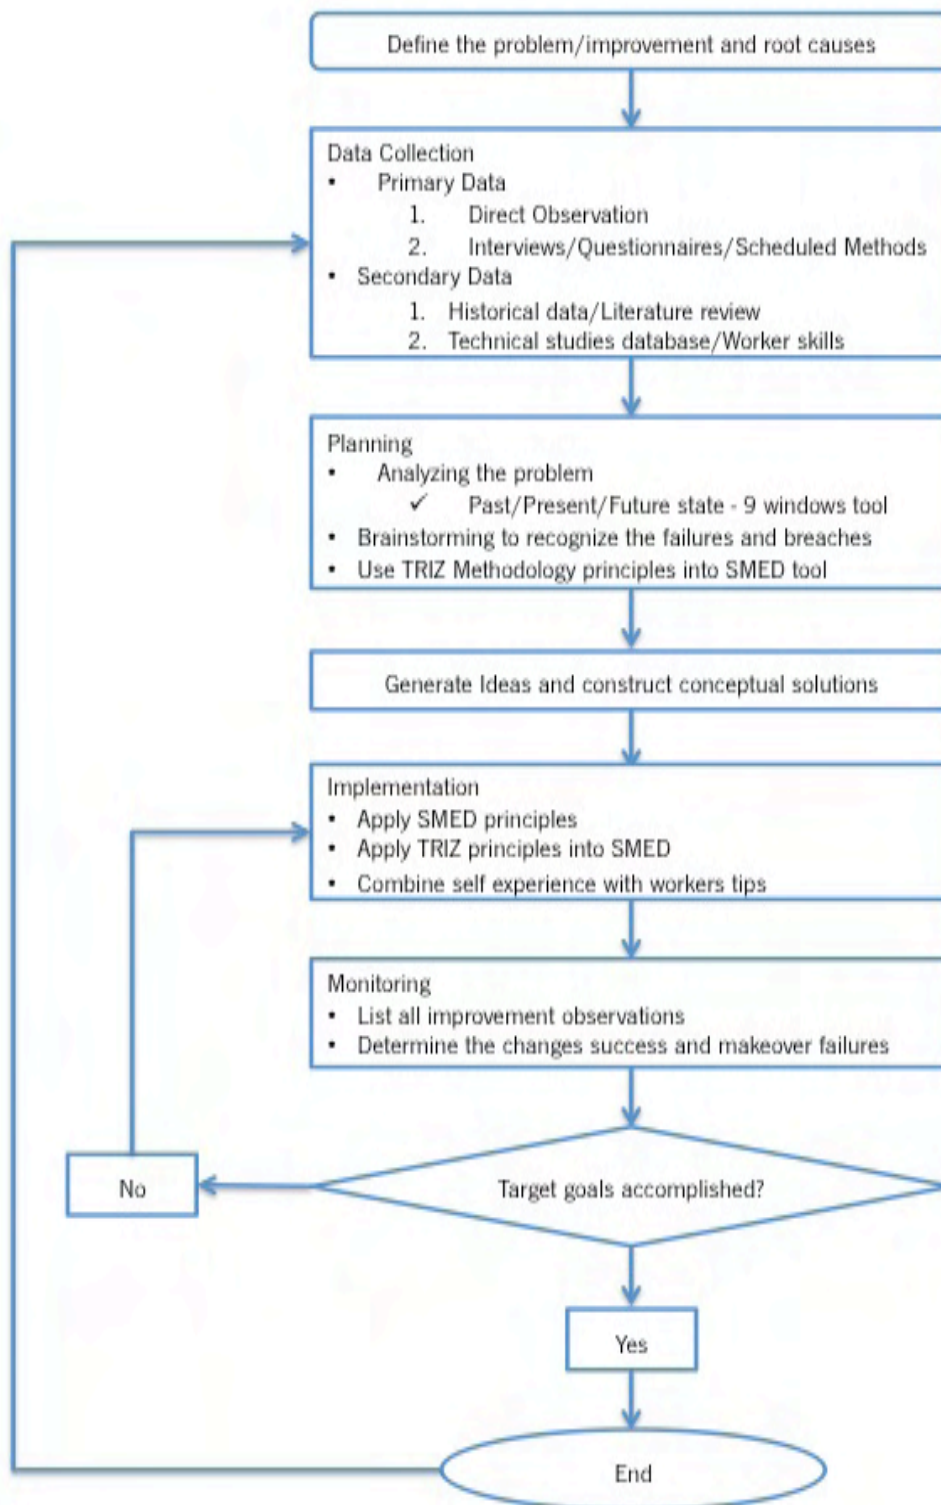 Define the problem/improvement and root causes
Data Collection
• Primary Data
1. Direct Observation
2. Interviews/Questionnaires/Scheduled Methods
• Secondary Data
1. Historical data/Literature review
2. Technical studies database/Worker skills
Planning
• Analyzing the problem
✓ Past/Present/Future state - 9 windows tool
• Brainstorming to recognize the failures and breaches
• Use TRIZ Methodology principles into SMED tool
Generate Ideas and construct conceptual solutions
Implementation
• Apply SMED principles
• Apply TRIZ principles into SMED
• Combine self experience with workers tips
Monitoring
• List all improvement observations
• Determine the changes success and makeover failures
Target goals accomplished?
No
Yes
End